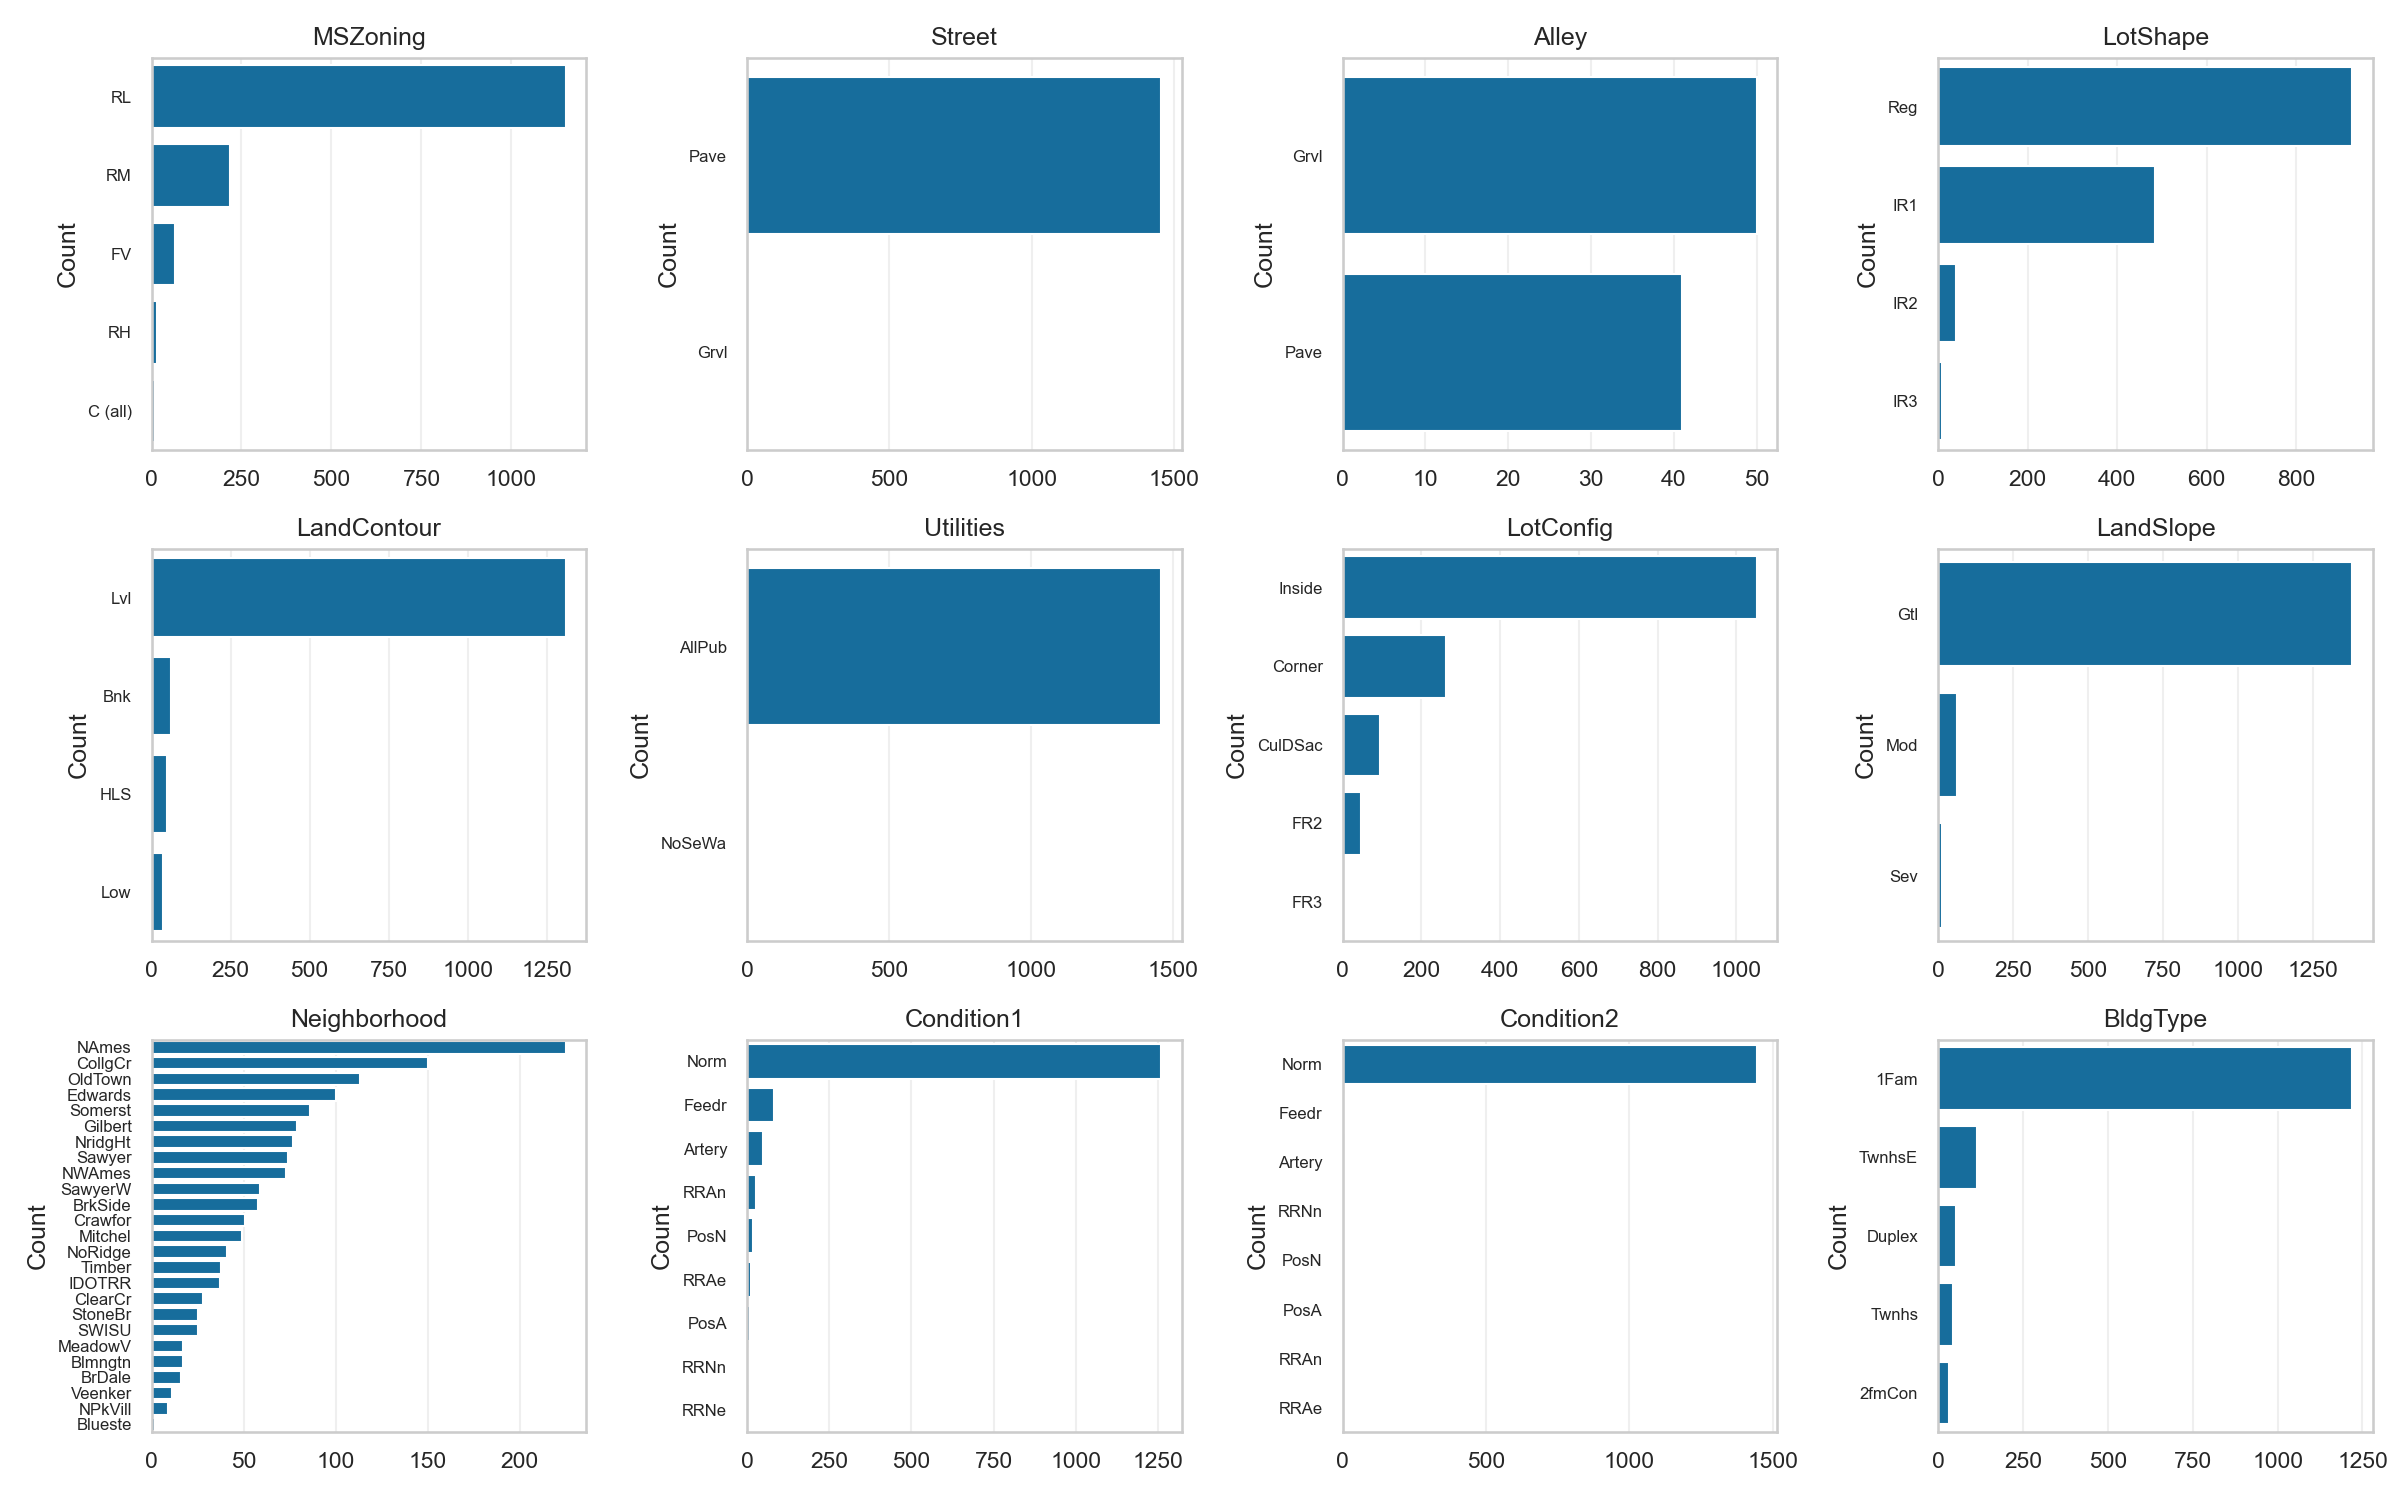 MSZoning
RL
RM
FV
RH
C (all)
Count
0 250 500 750 1000
Street
Pave
Grvl
Count
0 500 1000 1500
Alley
Grvl
Pave
Count
0 10 20 30 40 50
LotShape
Reg
IR1
IR2
IR3
Count
0 200 400 600 800
LandContour
Lvl
Bnk
HLS
Low
Count
0 250 500 750 1000 1250
Utilities
AllPub
NoSeWa
Count
0 500 1000 1500
LotConfig
Inside
Corner
CulDSac
FR2
FR3
Count
0 200 400 600 800 1000
LandSlope
Gtl
Mod
Sev
Count
0 250 500 750 1000 1250
Neighborhood
NAmes
CollgCr
OldTown
Edwards
Somerst
Gilbert
NridgHt
Sawyer
NWAmes
SawyerW
BrkSide
Crawfor
Mitchel
NoRidge
Timber
IDOTRR
ClearCr
StoneBr
SWISU
MeadowV
Blmngtn
BrDale
Veenker
NPkVill
Blueste
Count
0 50 100 150 200
Condition1
Norm
Feedr
Artery
RRAn
PosN
RRAe
PosA
RRNn
RRNe
Count
0 250 500 750 1000 1250
Condition2
Norm
Feedr
Artery
RRNn
PosN
PosA
RRAn
RRAe
Count
0 500 1000 1500
BldgType
1Fam
TwnhsE
Duplex
Twnhs
2fmCon
Count
0 250 500 750 1000 1250